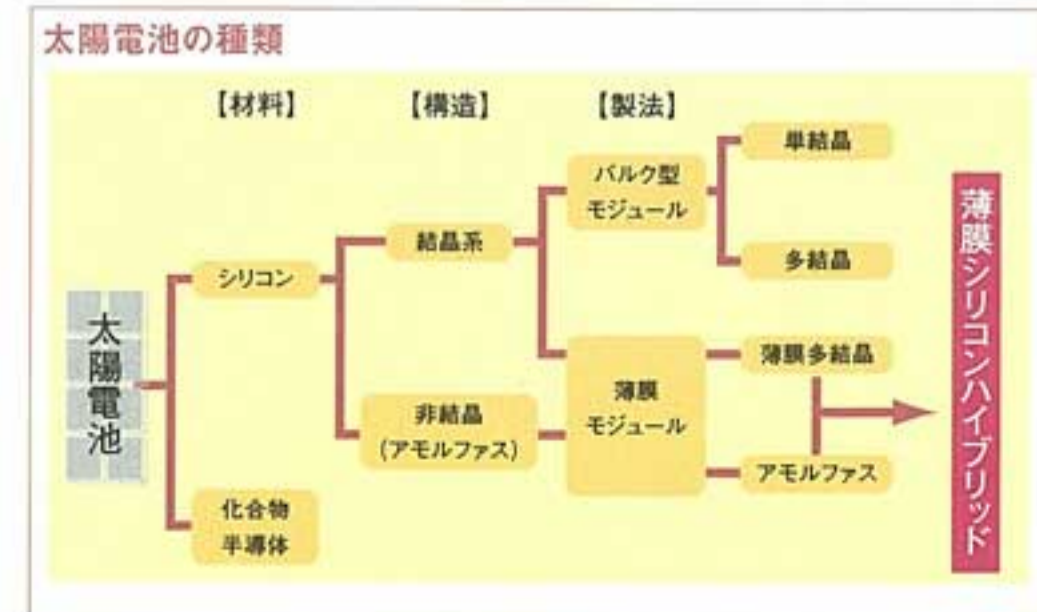 太陽電池の種類
【材料】
【構造】
【製法】
太陽電池
シリコン
化合物
半導体
結晶系
非結晶
(アモルファス)
バルク型
モジュール
薄膜
モジュール
単結晶
多結晶
薄膜多結晶
アモルファス
薄膜シリコンハイブリッド